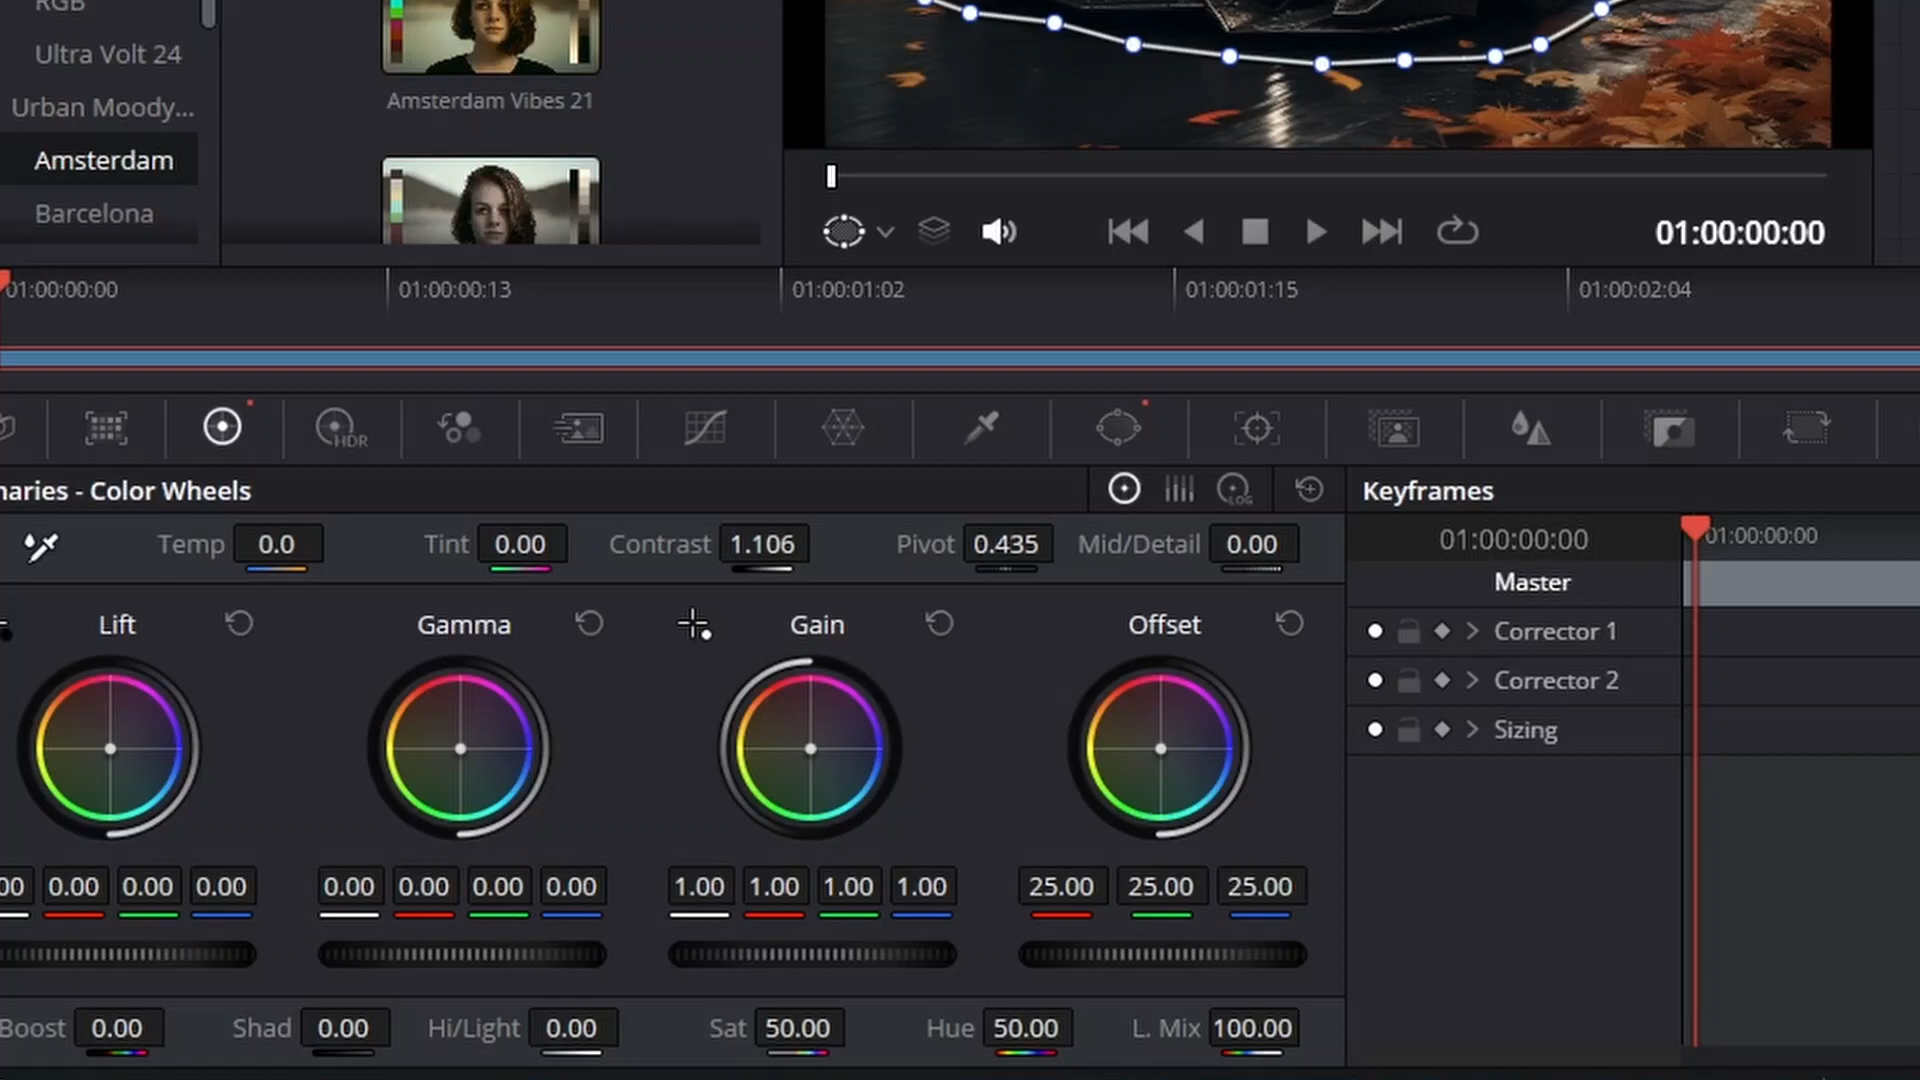 RGB
Ultra Volt 24
Urban Moody...
Amsterdam
Barcelona
Amsterdam Vibes 21
01:00:00:00
01:00:00:00
01:00:00:13
01:00:01:02
01:00:01:15
01:00:02:04
HDR
naries - Color Wheels
LOG
Keyframes
Temp 0.0
Tint 0.00
Contrast 1.106
Pivot 0.435
Mid/Detail 0.00
01:00:00:00
01:00:00:00
Master
Corrector 1
Corrector 2
Sizing
Lift
Gamma
Gain
Offset
00 0.00 0.00 0.00
0.00 0.00 0.00 0.00
1.00 1.00 1.00 1.00
25.00 25.00 25.00
Boost 0.00
Shad 0.00
Hi/Light 0.00
Sat 50.00
Hue 50.00
L. Mix 100.00